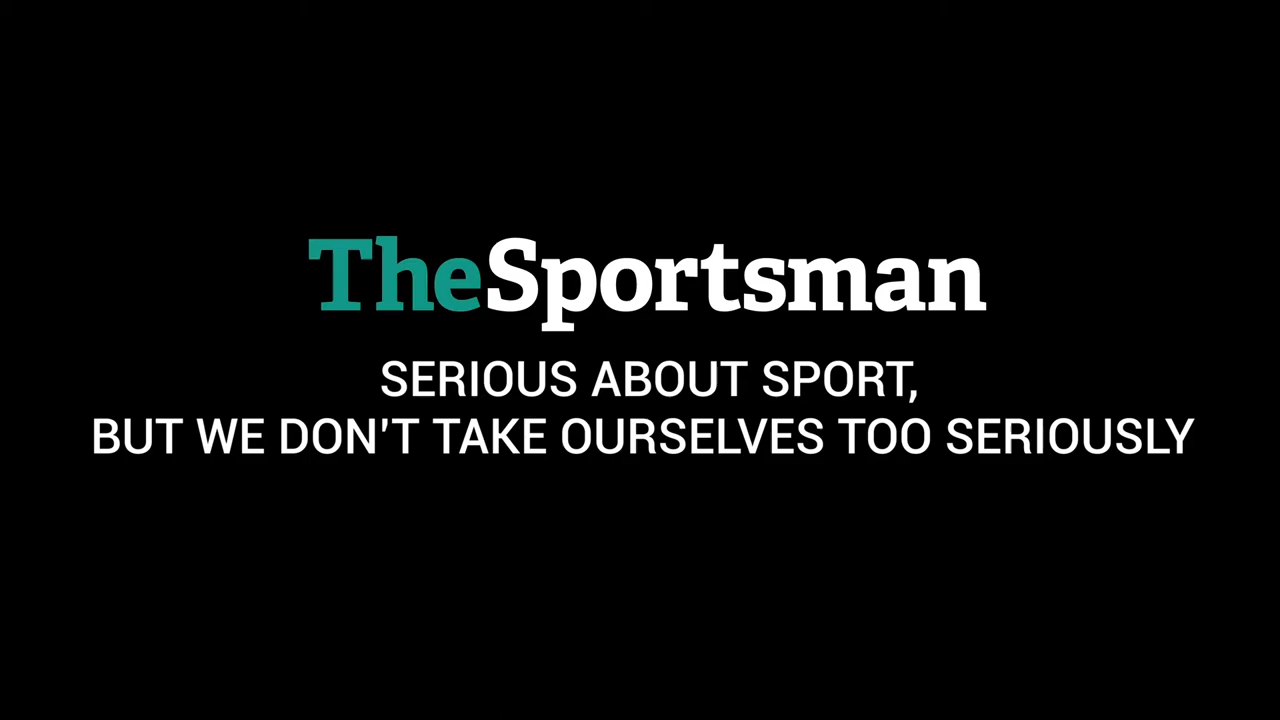 TheSportsman
SERIOUS ABOUT SPORT,
BUT WE DON'T TAKE OURSELVES TOO SERIOUSLY